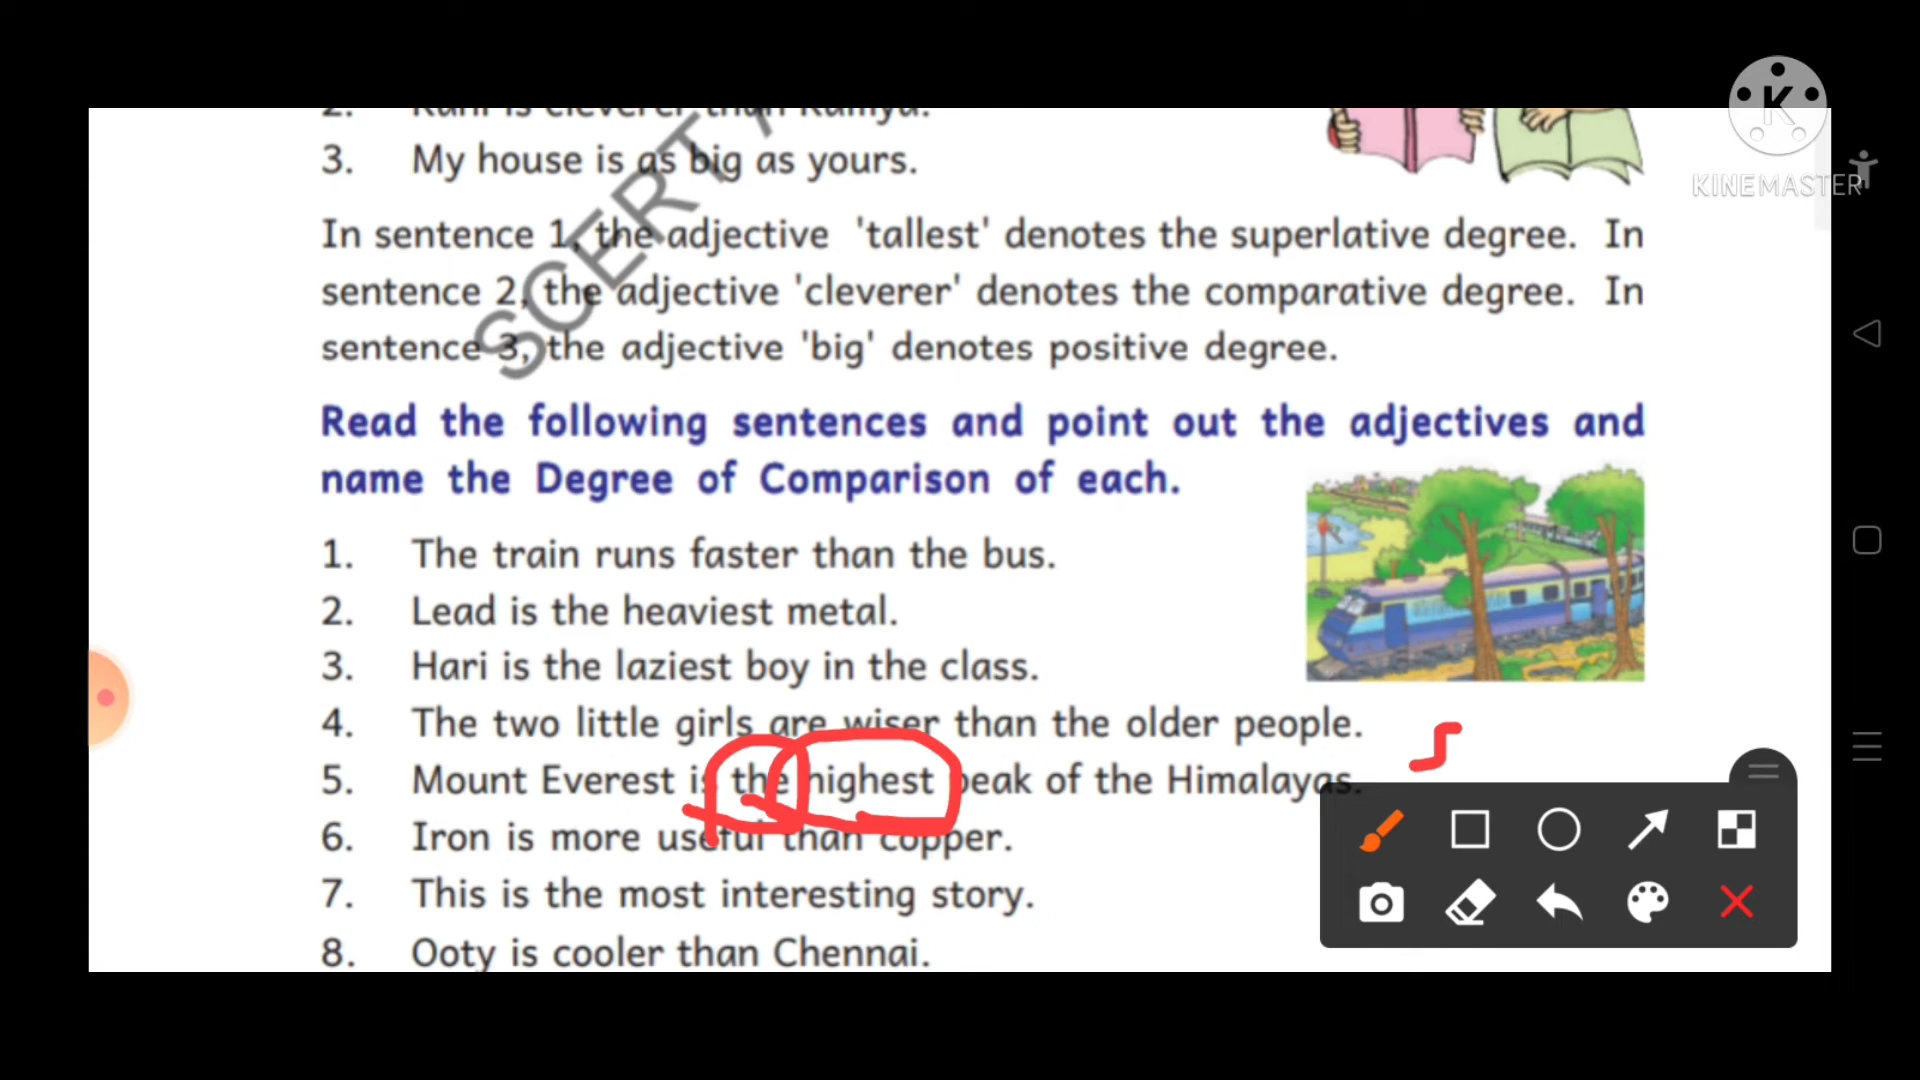 2. Rani is cleverer than Ramya.
3. My house is as big as yours.
KINEMASTER
SCERT
In sentence 1, the adjective 'tallest' denotes the superlative degree. In
sentence 2, the adjective 'cleverer' denotes the comparative degree. In
sentence 3, the adjective 'big' denotes positive degree.
Read the following sentences and point out the adjectives and
name the Degree of Comparison of each.
1. The train runs faster than the bus.
2. Lead is the heaviest metal.
3. Hari is the laziest boy in the class.
4. The two little girls are wiser than the older people.
5. Mount Everest is the highest peak of the Himalayas.
6. Iron is more useful than copper.
7. This is the most interesting story.
8. Ooty is cooler than Chennai.